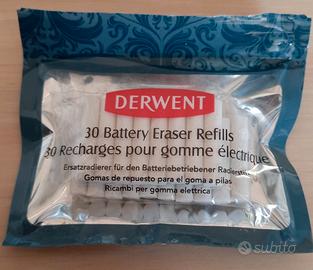 DERWENT
30 Battery Eraser Refills
30 Recharges pour gomme électrique
Ersatzradierer für den Batteriebetriebener Radierstift
Gomas de repuesto para el goma a pilas
Ricambi per gomma elettrica
subito